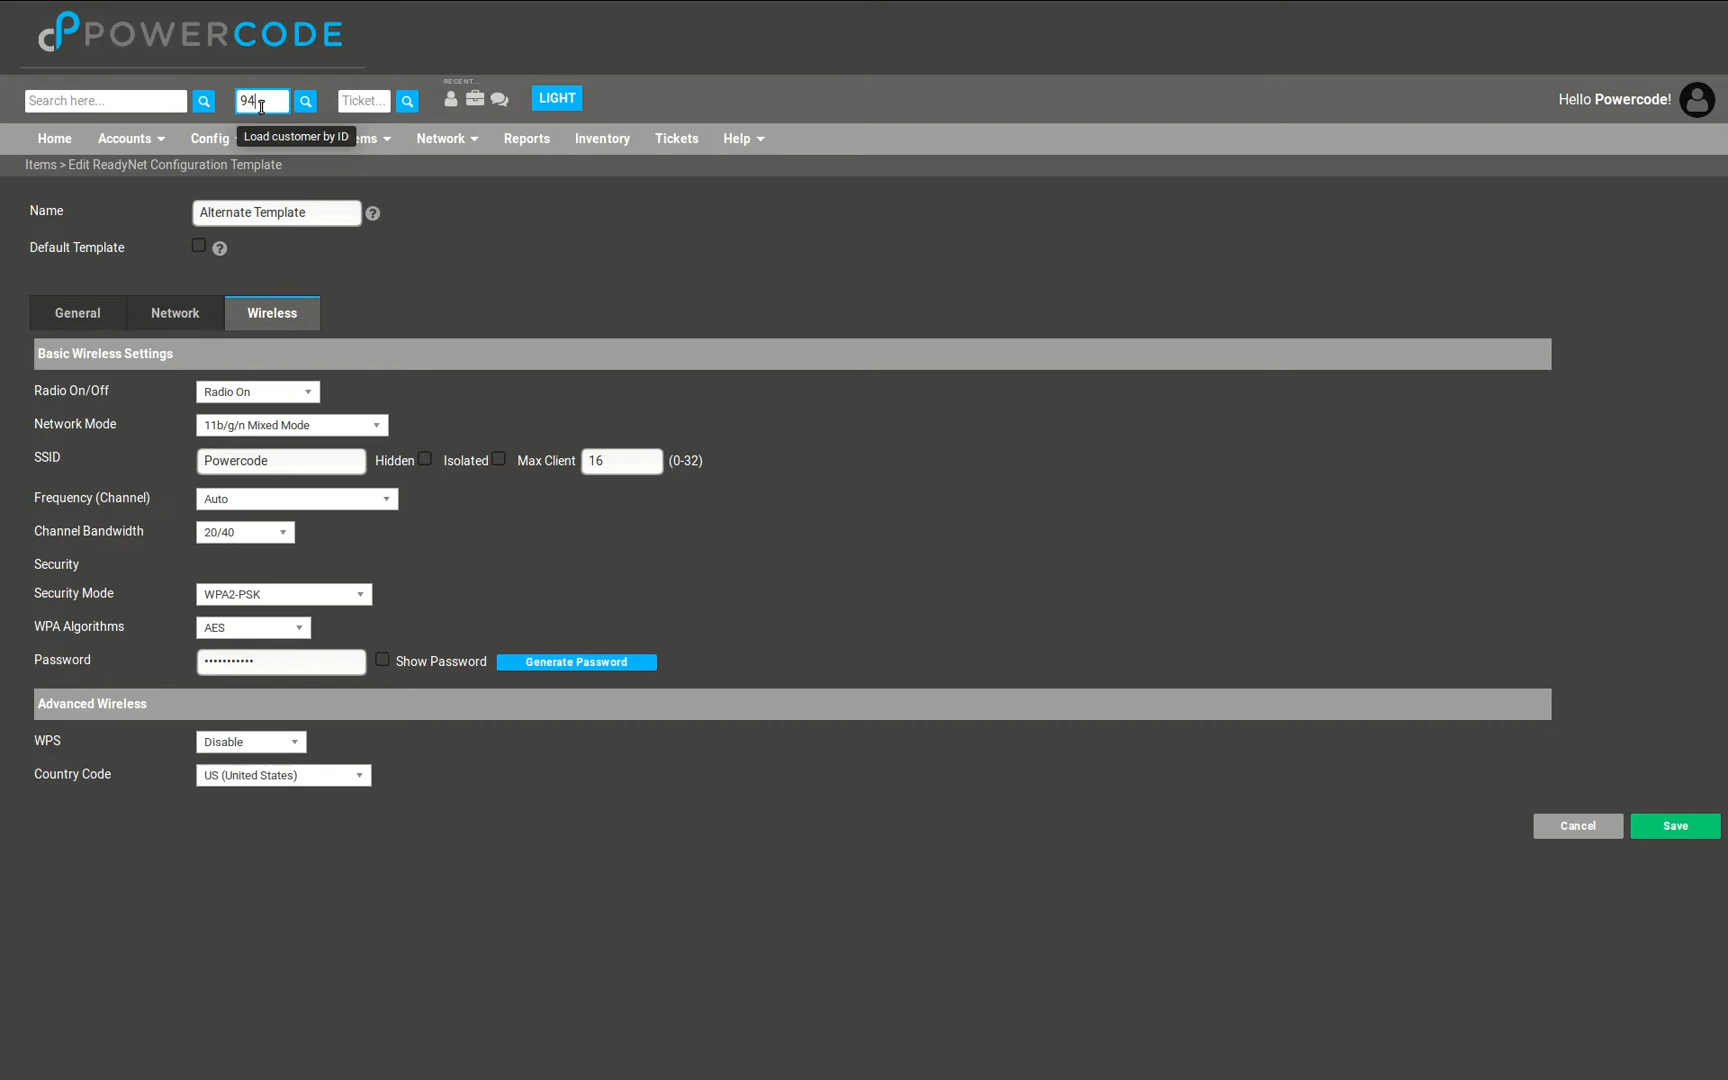 POWERCODE
RECENT...
Search here... 94 Ticket... LIGHT Hello Powercode!
Home Accounts Config ems Network Reports Inventory Tickets Help
Load customer by ID
Items > Edit ReadyNet Configuration Template
Name Alternate Template ?
Default Template ?
General Network Wireless
Basic Wireless Settings
Radio On/Off Radio On
Network Mode 11b/g/n Mixed Mode
SSID Powercode Hidden Isolated Max Client 16 (0-32)
Frequency (Channel) Auto
Channel Bandwidth 20/40
Security
Security Mode WPA2-PSK
WPA Algorithms AES
Password ••••••••••• Show Password Generate Password
Advanced Wireless
WPS Disable
Country Code US (United States)
Cancel Save